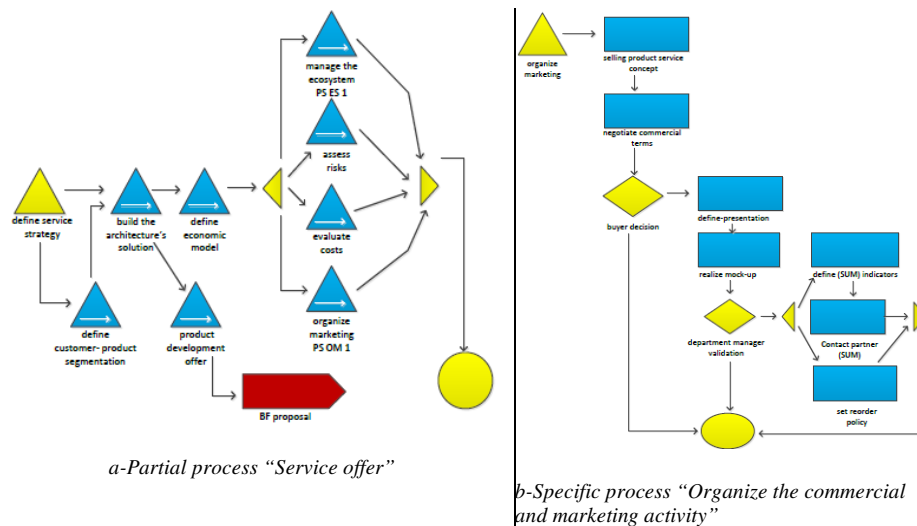 manage the
ecosystem
PS ES 1
assess
risks
define service
strategy
build the
architecture's
solution
define
economic
model
evaluate
costs
define
customer- product
segmentation
product
development
offer
organize
marketing
PS OM 1
BF proposal
a-Partial process “Service offer”
organize
marketing
selling product service
concept
negotiate commercial
terms
buyer decision
define-presentation
realize mock-up
define (SUM) indicators
department manager
validation
Contact partner
(SUM)
set reorder
policy
b-Specific process “Organize the commercial
and marketing activity”